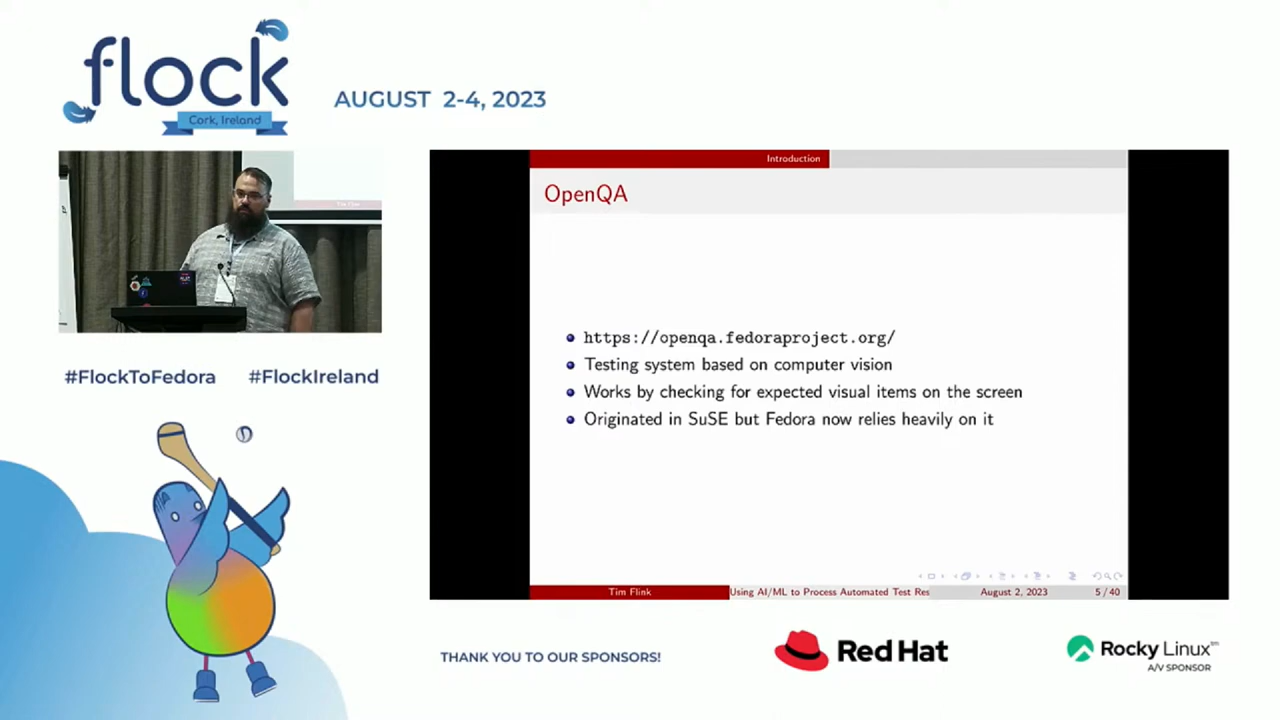 flock
Cork, Ireland
AUGUST 2-4, 2023
#FlockToFedora #FlockIreland
Introduction
OpenQA
https://openqa.fedoraproject.org/
Testing system based on computer vision
Works by checking for expected visual items on the screen
Originated in SuSE but Fedora now relies heavily on it
Tim Flink
Using AI/ML to Process Automated Test Res
August 2, 2023
5 / 40
THANK YOU TO OUR SPONSORS!
Red Hat
Rocky Linux™
A/V SPONSOR